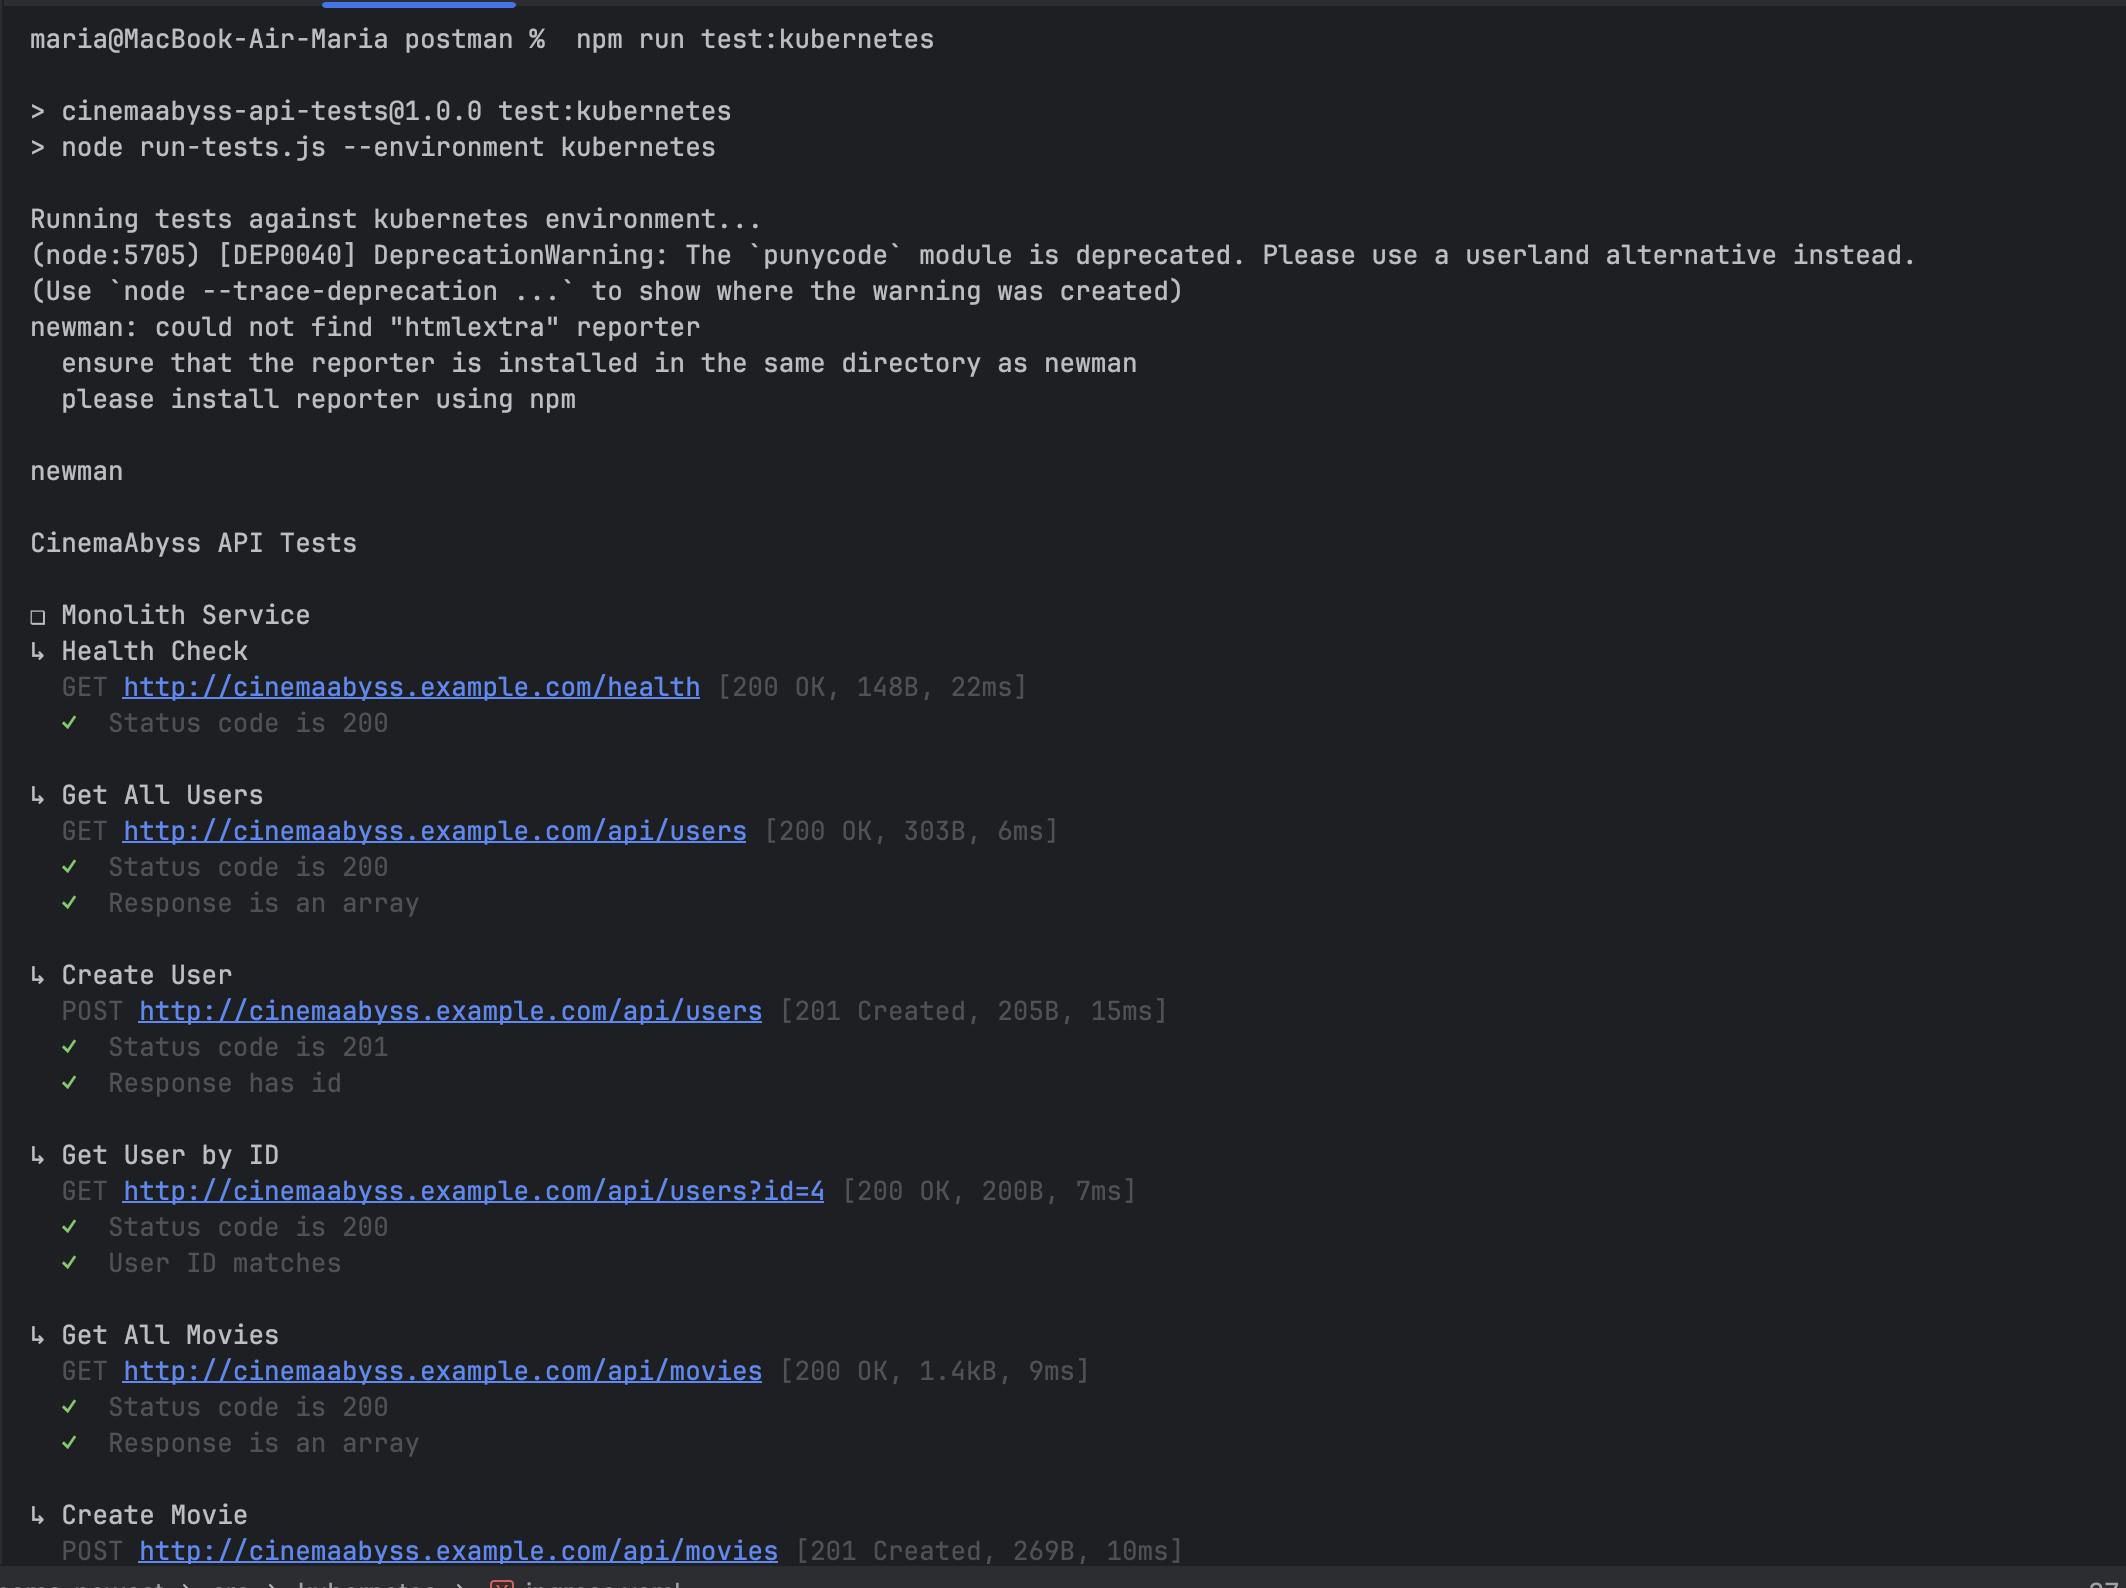 maria@MacBook-Air-Maria postman %  npm run test:kubernetes
> cinemaabyss-api-tests@1.0.0 test:kubernetes
> node run-tests.js --environment kubernetes
Running tests against kubernetes environment...
(node:5705) [DEP0040] DeprecationWarning: The `punycode` module is deprecated. Please use a userland alternative instead.
(Use `node --trace-deprecation ...` to show where the warning was created)
newman: could not find "htmlextra" reporter
  ensure that the reporter is installed in the same directory as newman
  please install reporter using npm
newman
CinemaAbyss API Tests
❏ Monolith Service
↳ Health Check
  GET http://cinemaabyss.example.com/health [200 OK, 148B, 22ms]
  ✓  Status code is 200
↳ Get All Users
  GET http://cinemaabyss.example.com/api/users [200 OK, 303B, 6ms]
  ✓  Status code is 200
  ✓  Response is an array
↳ Create User
  POST http://cinemaabyss.example.com/api/users [201 Created, 205B, 15ms]
  ✓  Status code is 201
  ✓  Response has id
↳ Get User by ID
  GET http://cinemaabyss.example.com/api/users?id=4 [200 OK, 200B, 7ms]
  ✓  Status code is 200
  ✓  User ID matches
↳ Get All Movies
  GET http://cinemaabyss.example.com/api/movies [200 OK, 1.4kB, 9ms]
  ✓  Status code is 200
  ✓  Response is an array
↳ Create Movie
  POST http://cinemaabyss.example.com/api/movies [201 Created, 269B, 10ms]